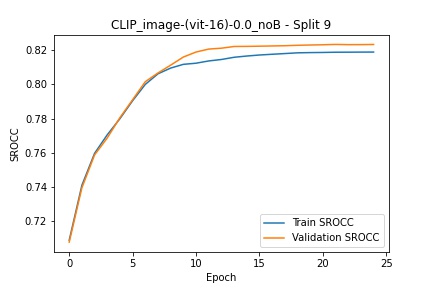 CLIP_image-(vit-16)-0.0_noB - Split 9
0.82
0.80
0.78
0.76
0.74
0.72
SROCC
0 5 10 15 20 25
Epoch
Train SROCC
Validation SROCC